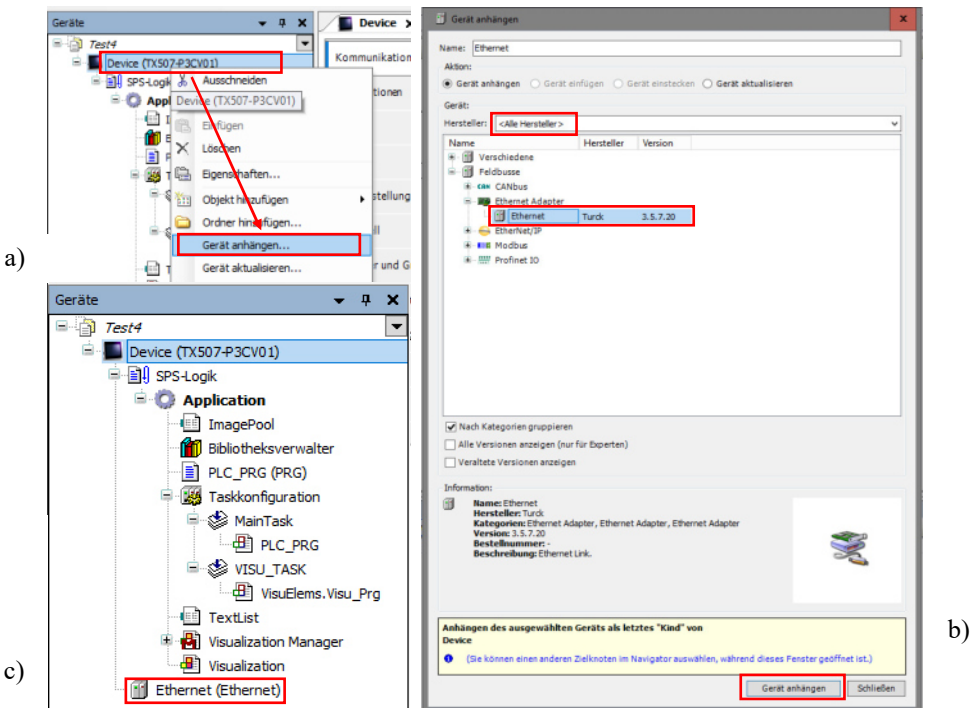 Geräte
Test4
Device (TX507-P3CV01)
SPS-Logik
Ausschneiden
Device (TX507-P3CV01)
Einfügen
Löschen
Eigenschaften...
Objekt hinzufügen
Ordner hinzufügen...
Gerät anhängen...
Gerät aktualisieren...
Device
Kommunikation
tionen
stellung
a)
Geräte
Test4
Device (TX507-P3CV01)
SPS-Logik
Application
ImagePool
Bibliotheksverwalter
PLC_PRG (PRG)
Taskkonfiguration
MainTask
PLC_PRG
VISU_TASK
VisuElems.Visu_Prg
TextList
Visualization Manager
Visualization
Ethernet (Ethernet)
c)
Gerät anhängen
Name: Ethernet
Aktion:
Gerät anhängen Gerät einfügen Gerät einstecken Gerät aktualisieren
Gerät:
Hersteller: <Alle Hersteller>
Name Hersteller Version
Verschiedene
Feldbusse
CAN CANbus
Ethernet Adapter
Ethernet Turck 3.5.7.20
EtherNet/IP
Modbus
Profinet IO
Nach Kategorien gruppieren
Alle Versionen anzeigen (nur für Experten)
Veraltete Versionen anzeigen
Information:
Name: Ethernet
Hersteller: Turck
Kategorien: Ethernet Adapter, Ethernet Adapter, Ethernet Adapter
Version: 3.5.7.20
Bestellnummer: -
Beschreibung: Ethernet Link.
Anhängen des ausgewählten Geräts als letztes "Kind" von
Device
(Sie können einen anderen Zielknoten im Navigator auswählen, während dieses Fenster geöffnet ist.)
Gerät anhängen Schließen
b)